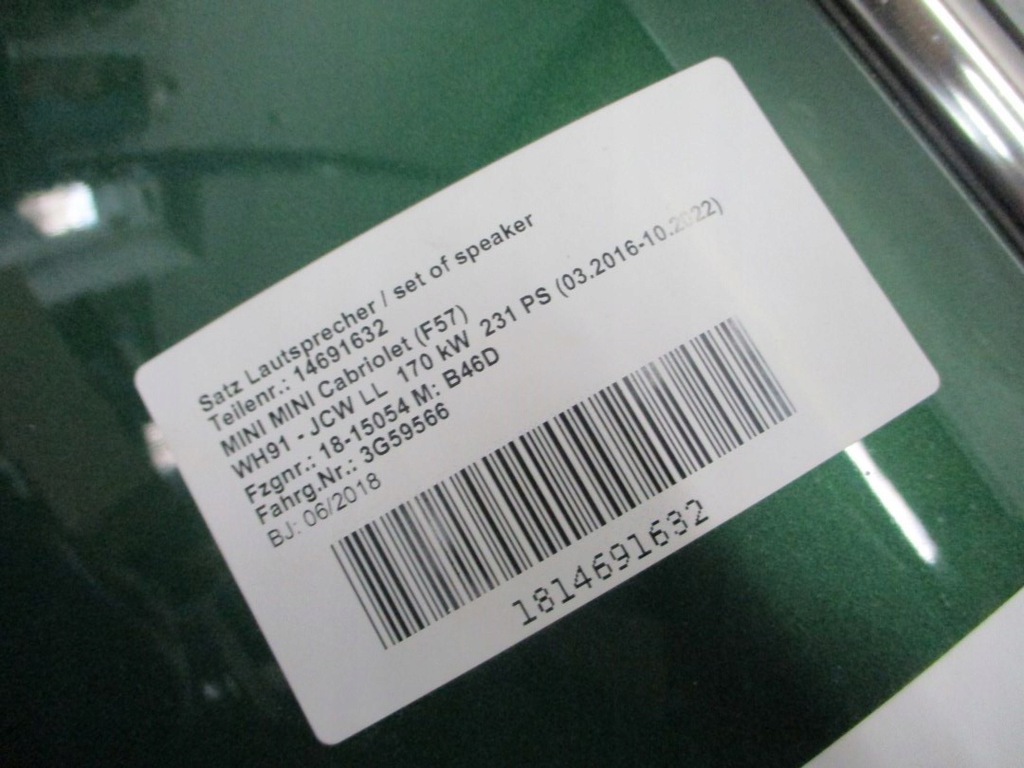 Satz Lautsprecher / set of speaker
Teilenr.: 14691632
MINI MINI Cabriolet (F57)
WH91 - JCW LL 170 kW 231 PS (03.2016-10.2022)
Fzgnr.: 18-15054 M: B46D
Fahrg.Nr.: 3G59566
BJ: 06/2018
1814691632